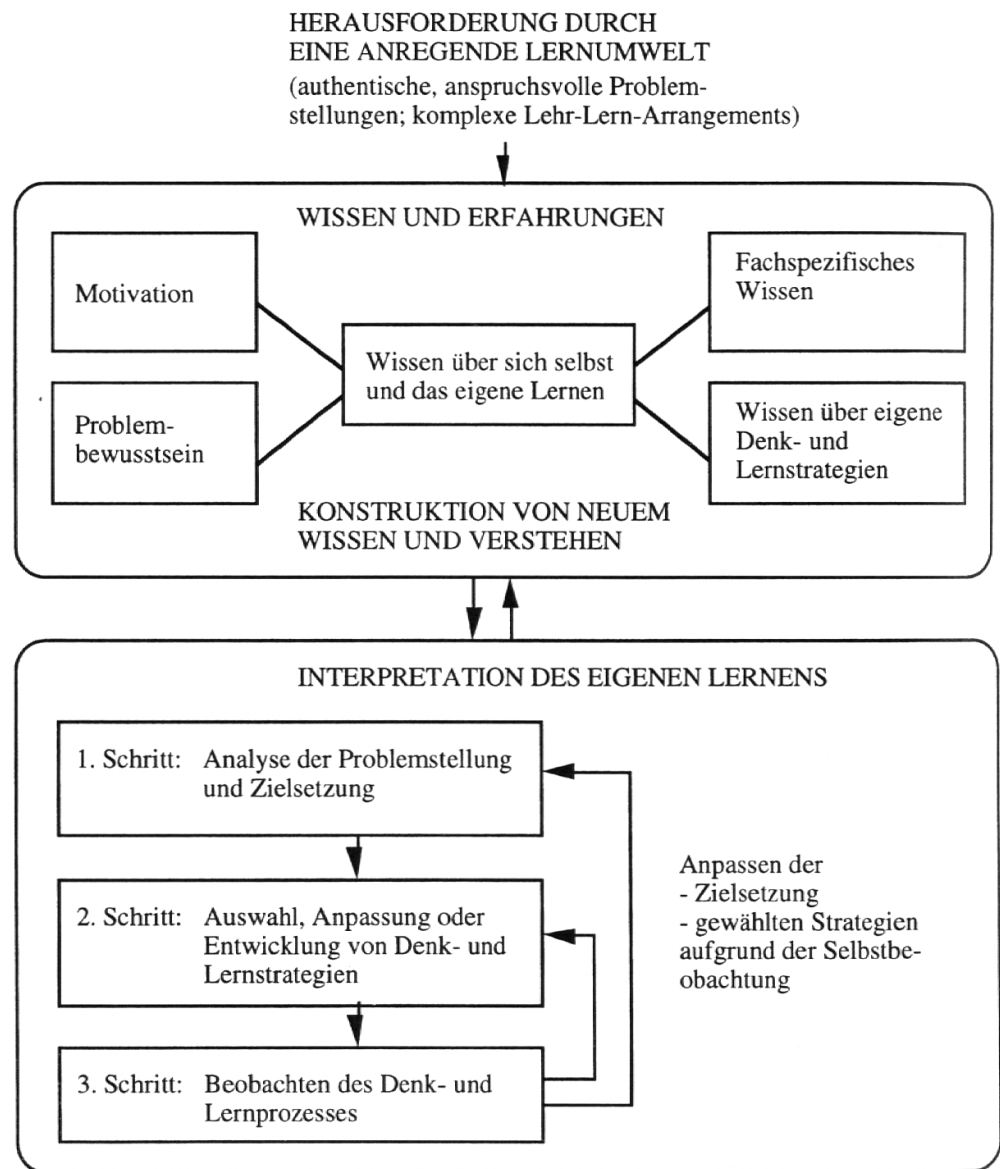 HERAUSFORDERUNG DURCH
EINE ANREGENDE LERNUMWELT
(authentische, anspruchsvolle Problem-
stellungen; komplexe Lehr-Lern-Arrangements)
WISSEN UND ERFAHRUNGEN
Motivation
Problem-
bewusstsein
Wissen über sich selbst
und das eigene Lernen
Fachspezifisches
Wissen
Wissen über eigene
Denk- und
Lernstrategien
KONSTRUKTION VON NEUEM
WISSEN UND VERSTEHEN
INTERPRETATION DES EIGENEN LERNENS
1. Schritt: Analyse der Problemstellung
und Zielsetzung
2. Schritt: Auswahl, Anpassung oder
Entwicklung von Denk- und
Lernstrategien
3. Schritt: Beobachten des Denk- und
Lernprozesses
Anpassen der
- Zielsetzung
- gewählten Strategien
aufgrund der Selbstbe-
obachtung